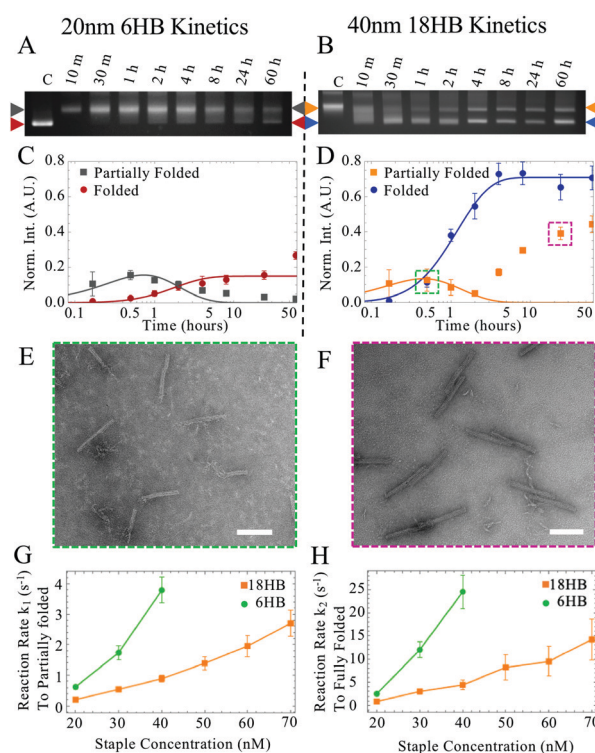 20nm 6HB Kinetics
40nm 18HB Kinetics
A
C
10 m
30 m
1 h
2 h
4 h
8 h
24 h
60 h
B
C
10 m
30 m
1 h
2 h
4 h
8 h
24 h
60 h
C
Norm. Int. (A.U.)
0.8
0.6
0.4
0.2
0.0
Partially Folded
Folded
0.1
0.5
1
5
10
50
Time (hours)
D
Norm. Int. (A.U.)
0.8
0.6
0.4
0.2
0.0
Partially Folded
Folded
0.1
0.5
1
5
10
50
Time (hours)
E
F
G
Reaction Rate k₁ (s⁻¹)
To Partially folded
4
3
2
1
0
18HB
6HB
20
30
40
50
60
70
Staple Concentration (nM)
H
Reaction Rate k₂ (s⁻¹)
To Fully Folded
25
20
15
10
5
0
18HB
6HB
20
30
40
50
60
70
Staple Concentration (nM)